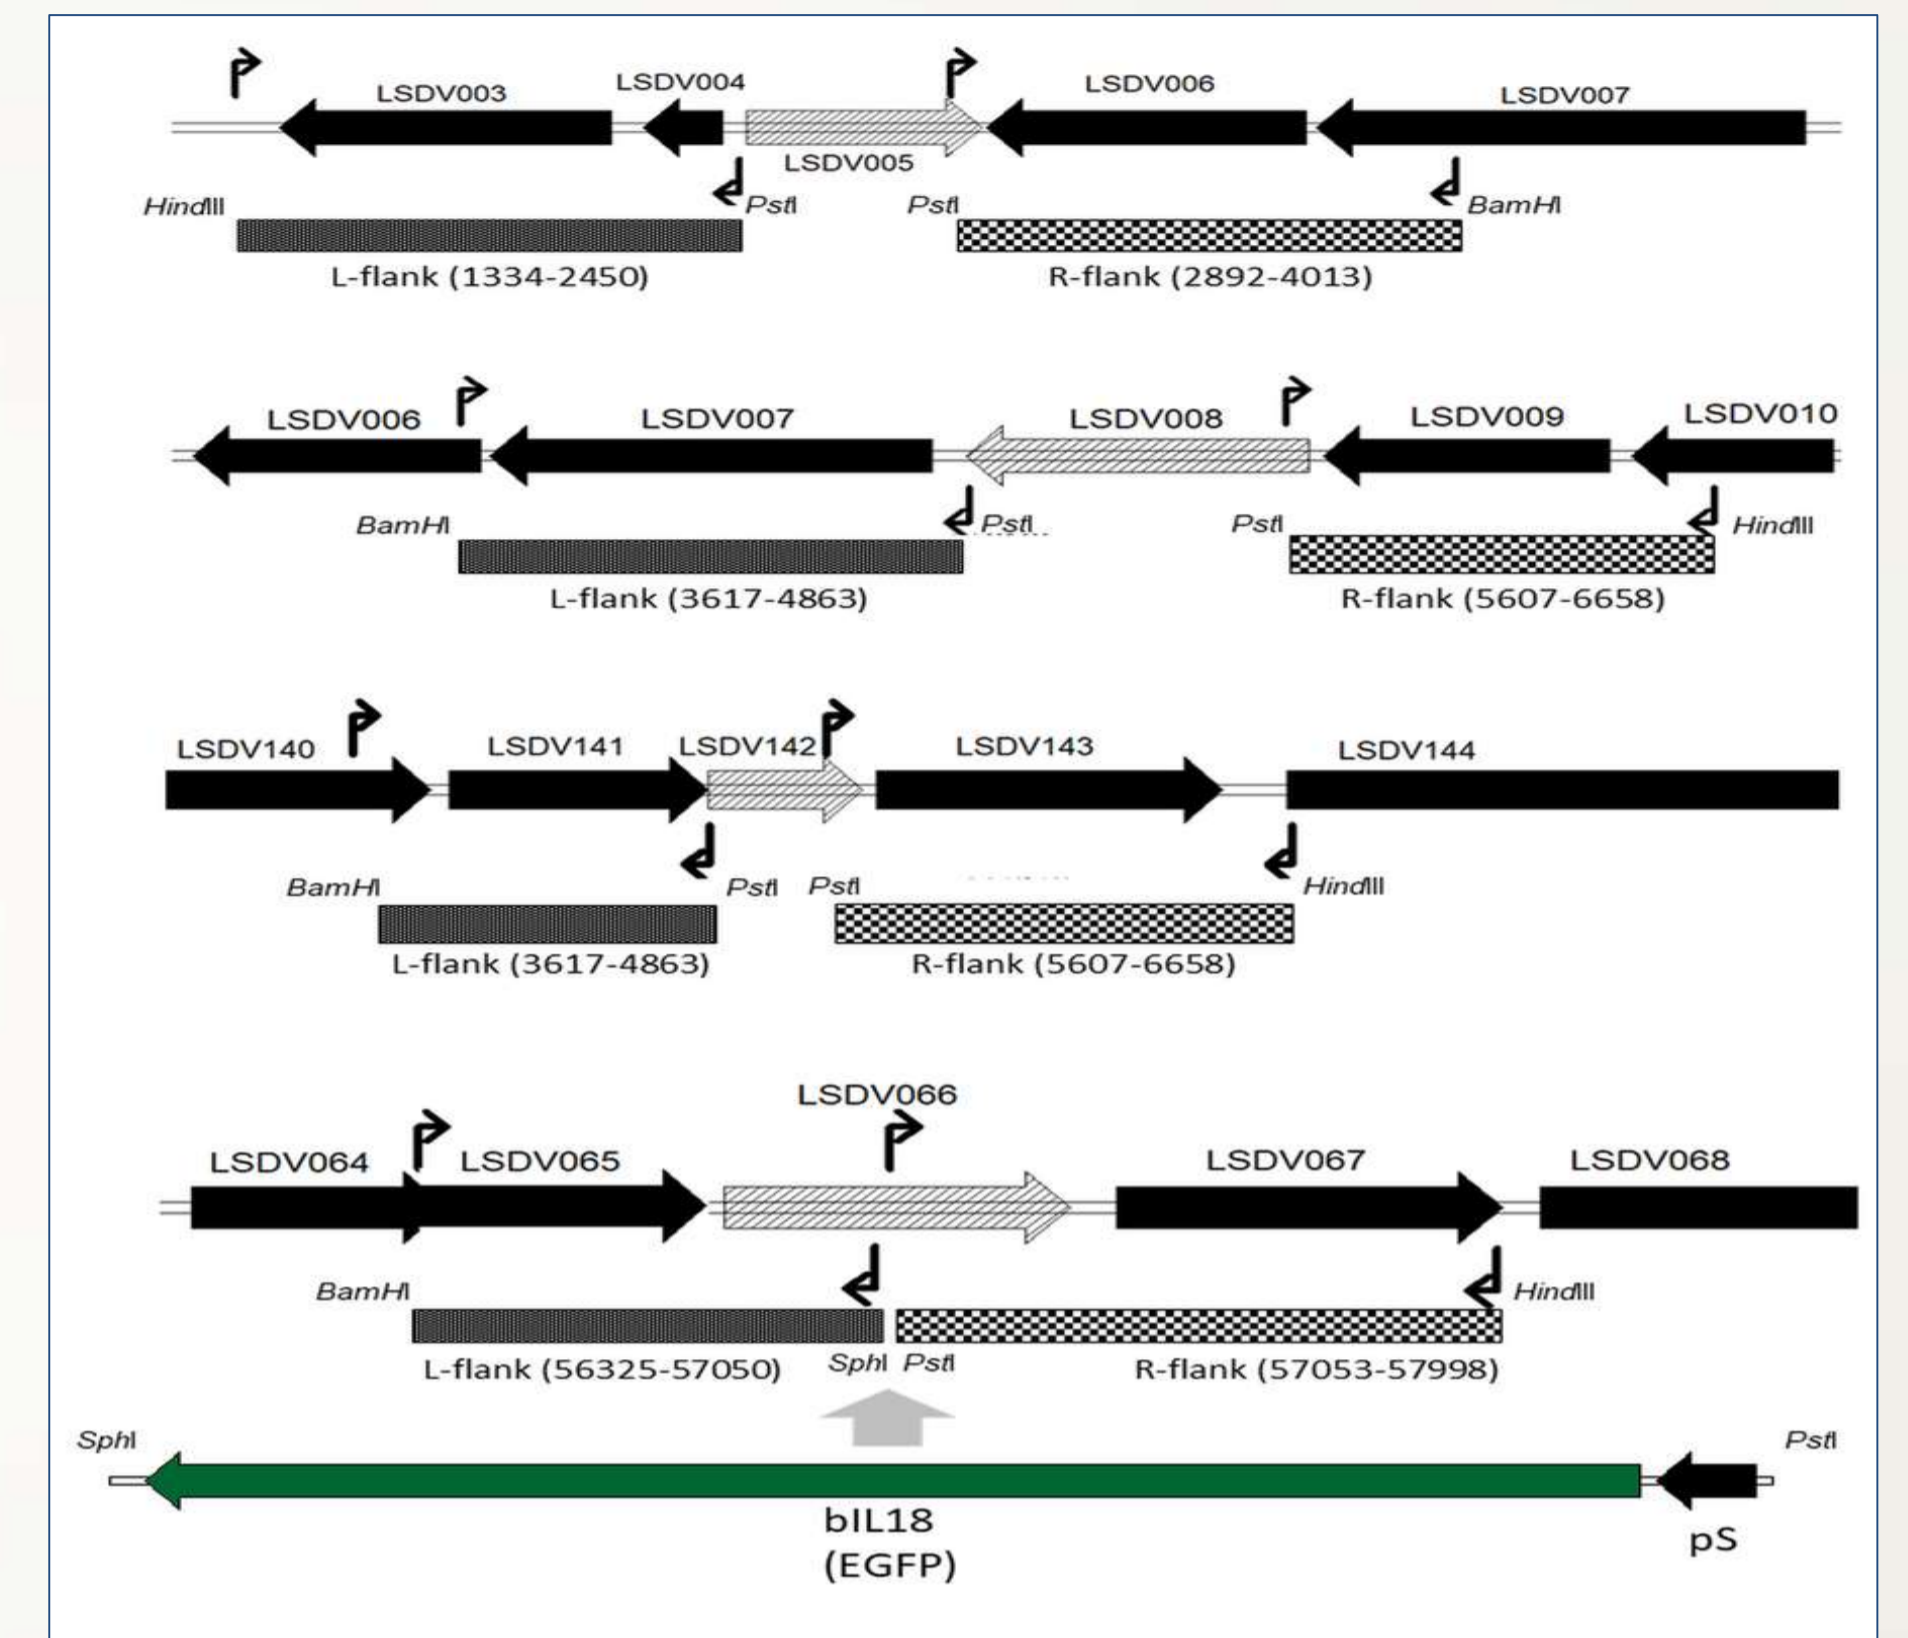 LSDV003 LSDV004 LSDV006 LSDV007
LSDV005
HindIII PstI PstI BamHI
L-flank (1334-2450) R-flank (2892-4013)
LSDV006 LSDV007 LSDV008 LSDV009 LSDV010
BamHI PstI PstI HindIII
L-flank (3617-4863) R-flank (5607-6658)
LSDV140 LSDV141 LSDV142 LSDV143 LSDV144
BamHI PstI PstI HindIII
L-flank (3617-4863) R-flank (5607-6658)
LSDV066
LSDV064 LSDV065 LSDV067 LSDV068
BamHI HindIII
L-flank (56325-57050) SphI PstI R-flank (57053-57998)
SphI PstI
bIL18
(EGFP)
pS